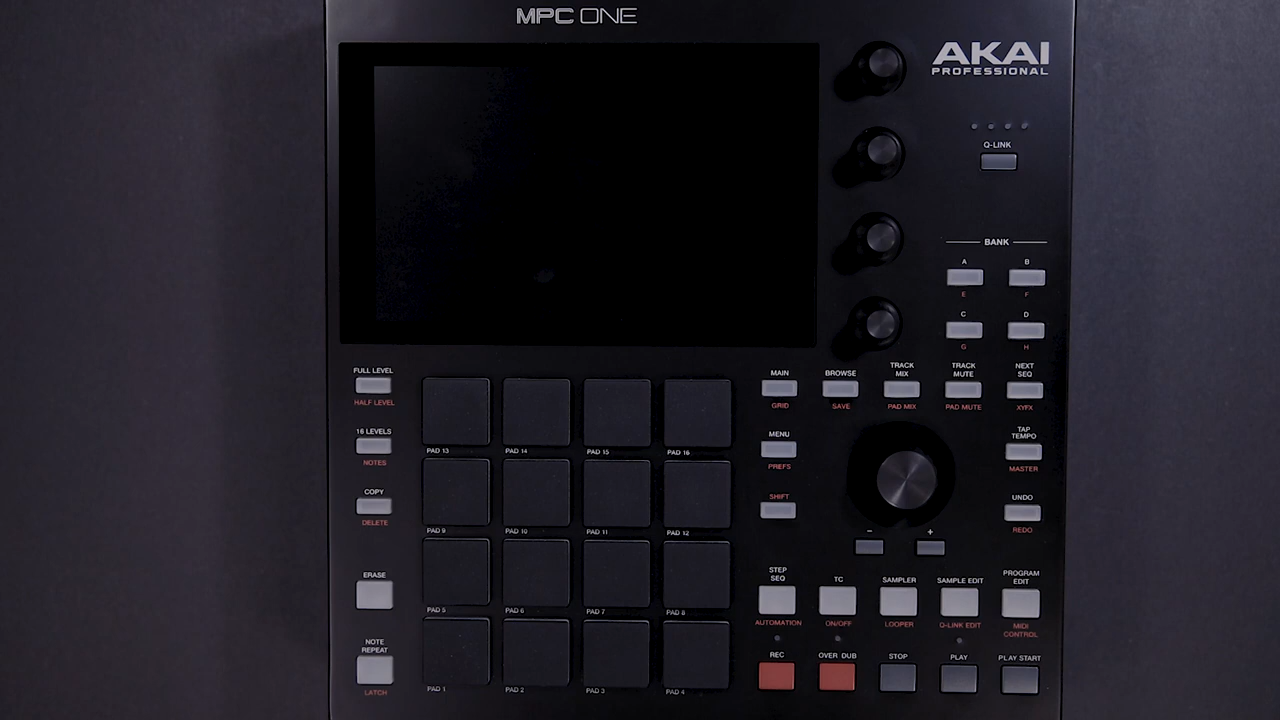 MPC ONE
AKAI
PROFESSIONAL
Q-LINK
BANK
A
B
E
F
C
D
G
H
FULL LEVEL
HALF LEVEL
16 LEVELS
NOTES
COPY
DELETE
ERASE
NOTE
REPEAT
LATCH
PAD 13
PAD 14
PAD 15
PAD 16
PAD 9
PAD 10
PAD 11
PAD 12
PAD 5
PAD 6
PAD 7
PAD 8
PAD 1
PAD 2
PAD 3
PAD 4
MAIN
GRID
BROWSE
SAVE
TRACK
MIX
PAD MIX
TRACK
MUTE
PAD MUTE
NEXT
SEQ
XYFX
MENU
PREFS
TAP
TEMPO
MASTER
SHIFT
UNDO
REDO
-
+
STEP
SEQ
AUTOMATION
TC
ON/OFF
SAMPLER
LOOPER
SAMPLE EDIT
Q-LINK EDIT
PROGRAM
EDIT
MIDI
CONTROL
REC
OVER DUB
STOP
PLAY
PLAY START